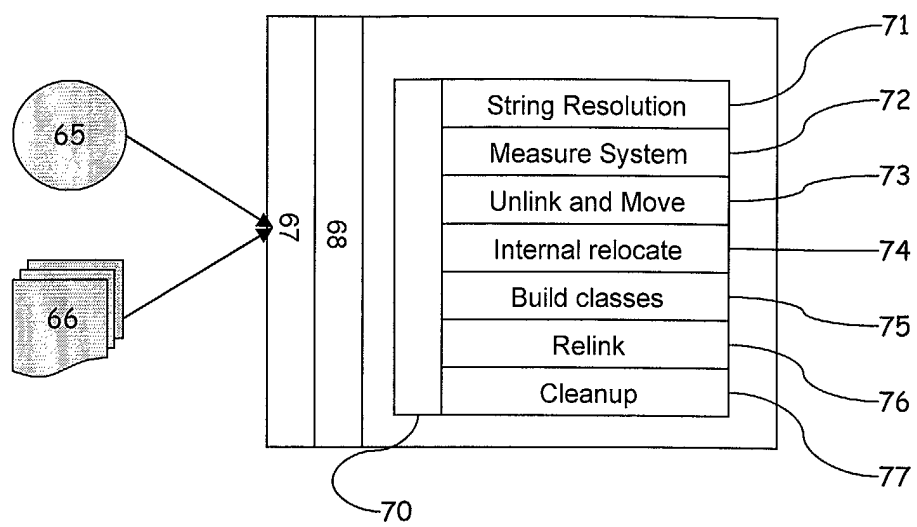 71
String Resolution
72
65
Measure System
73
Unlink and Move
67
68
Internal relocate
74
66
Build classes
75
Relink
76
Cleanup
77
70